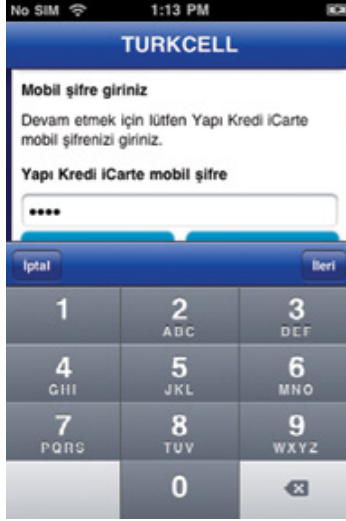 No SIM 1:13 PM
TURKCELL
Mobil şifre giriniz
Devam etmek için lütfen Yapı Kredi iCarte
mobil şifrenizi giriniz.
Yapı Kredi iCarte mobil şifre
••••
İptal İleri
1 2 3
ABC DEF
4 5 6
GHI JKL MNO
7 8 9
PQRS TUV WXYZ
0